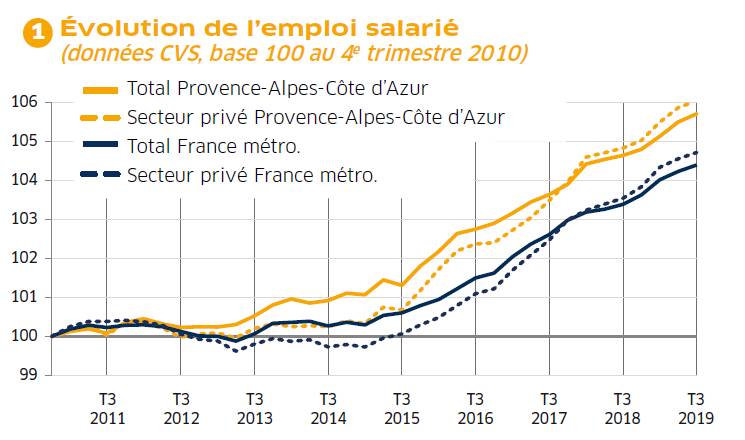 1 Évolution de l'emploi salarié
(données CVS, base 100 au 4e trimestre 2010)
Total Provence-Alpes-Côte d'Azur
Secteur privé Provence-Alpes-Côte d'Azur
Total France métro.
Secteur privé France métro.
106
105
104
103
102
101
100
99
T3 T3 T3 T3 T3 T3 T3 T3 T3
2011 2012 2013 2014 2015 2016 2017 2018 2019